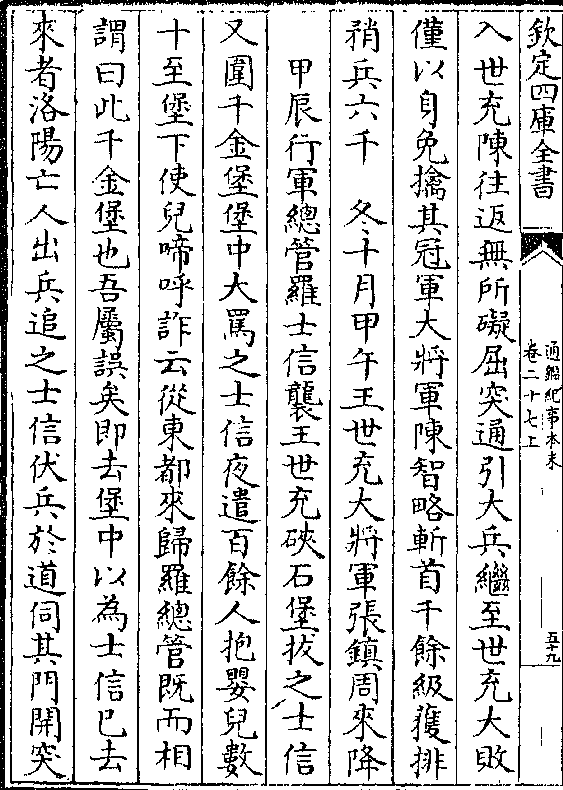 欽定四庫全書
通鑑紀事本末
卷二十七上
五十九
入世充陳往返無所礙屈突通引大兵繼至世充大敗
僅以身免擒其冠軍大將軍陳智略斬首千餘級獲排
矟兵六千　冬十月甲午王世充大將軍張鎮周來降
甲辰行軍總管羅士信襲王世充硤石堡拔之士信
又圍千金堡堡中大罵之士信夜遣百餘人抱嬰兒數
十至堡下使兒啼呼詐云從東都來歸羅總管既而相
謂曰此千金堡也吾屬誤矣即去堡中以為士信已去
來者洛陽亡人出兵追之士信伏兵於道伺其門開突